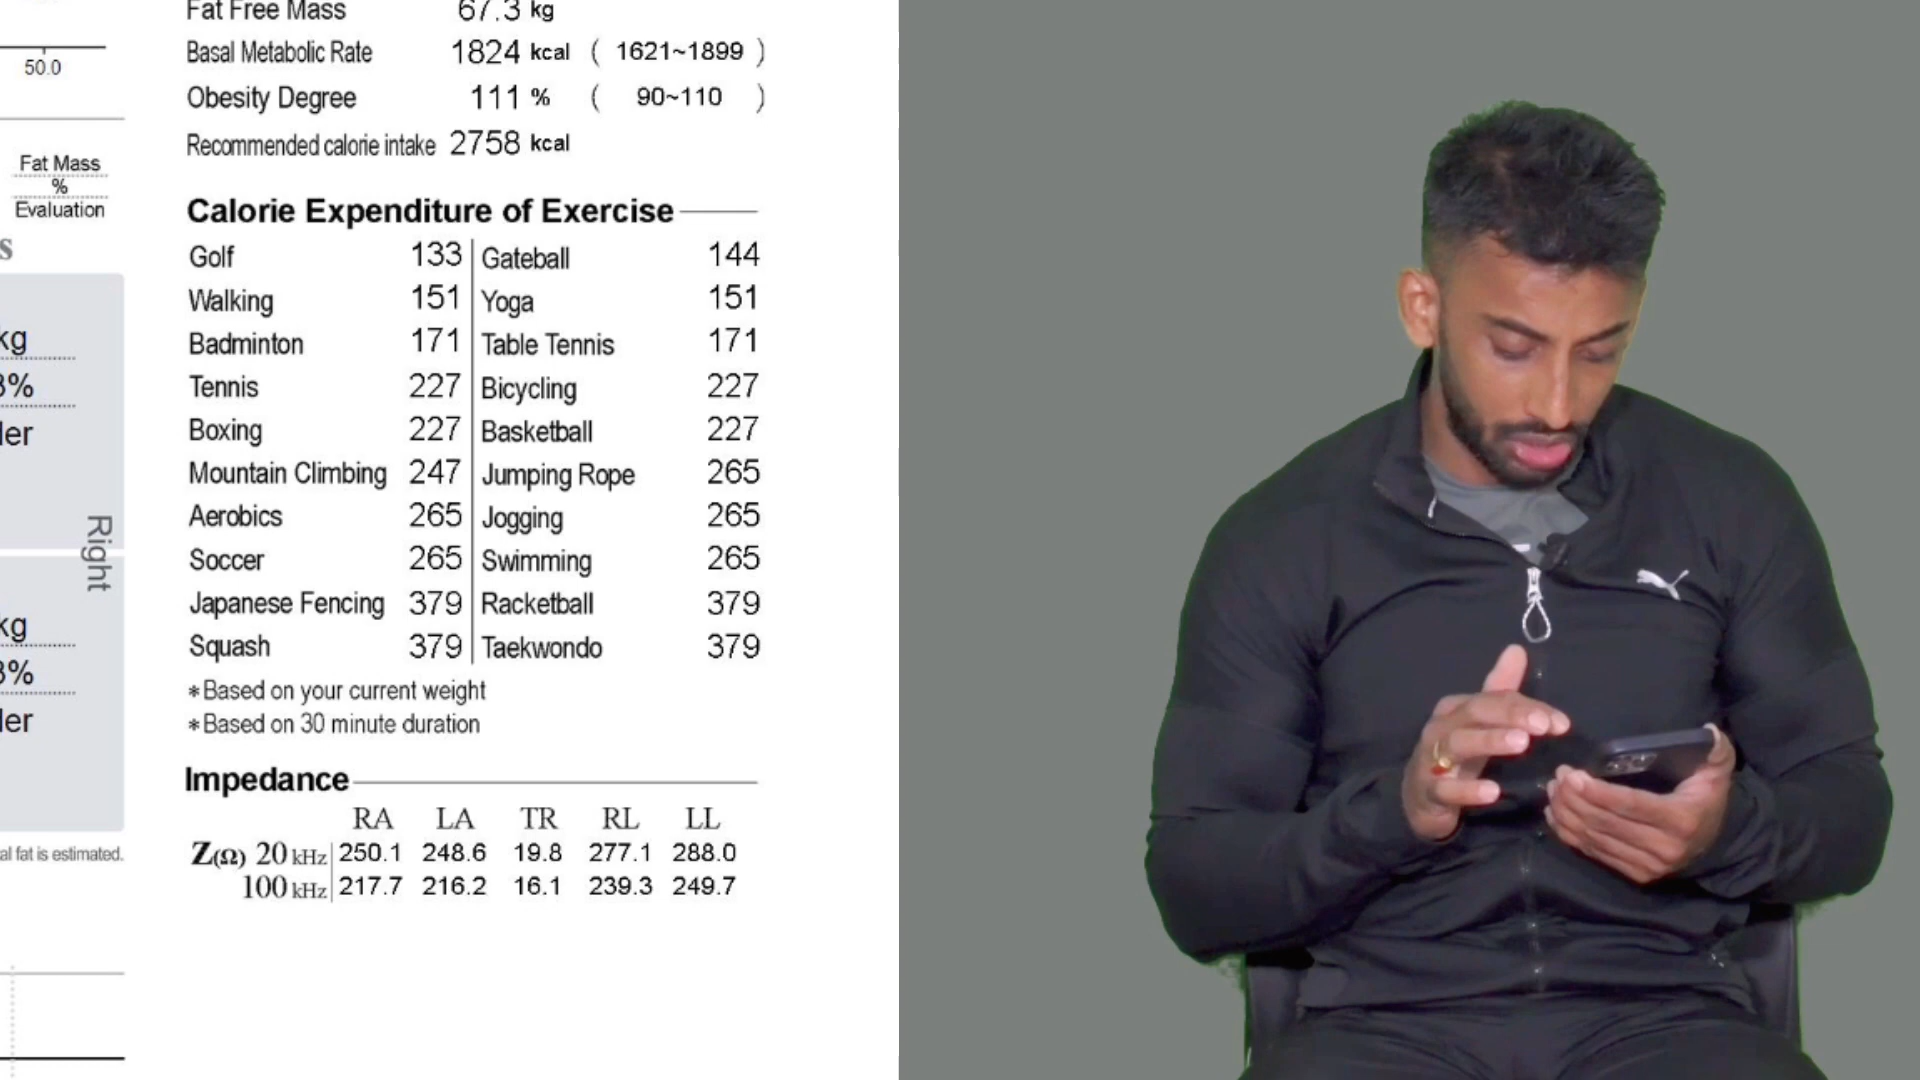 50.0
Fat Mass
%
Evaluation
s
kg
3%
der
Right
kg
3%
der
al fat is estimated.
Fat Free Mass 67.3 kg
Basal Metabolic Rate 1824 kcal ( 1621~1899 )
Obesity Degree 111 % ( 90~110 )
Recommended calorie intake 2758 kcal
Calorie Expenditure of Exercise
Golf 133 Gateball 144
Walking 151 Yoga 151
Badminton 171 Table Tennis 171
Tennis 227 Bicycling 227
Boxing 227 Basketball 227
Mountain Climbing 247 Jumping Rope 265
Aerobics 265 Jogging 265
Soccer 265 Swimming 265
Japanese Fencing 379 Racketball 379
Squash 379 Taekwondo 379
*Based on your current weight
*Based on 30 minute duration
Impedance
RA LA TR RL LL
Z(Ω) 20 kHz 250.1 248.6 19.8 277.1 288.0
100 kHz 217.7 216.2 16.1 239.3 249.7